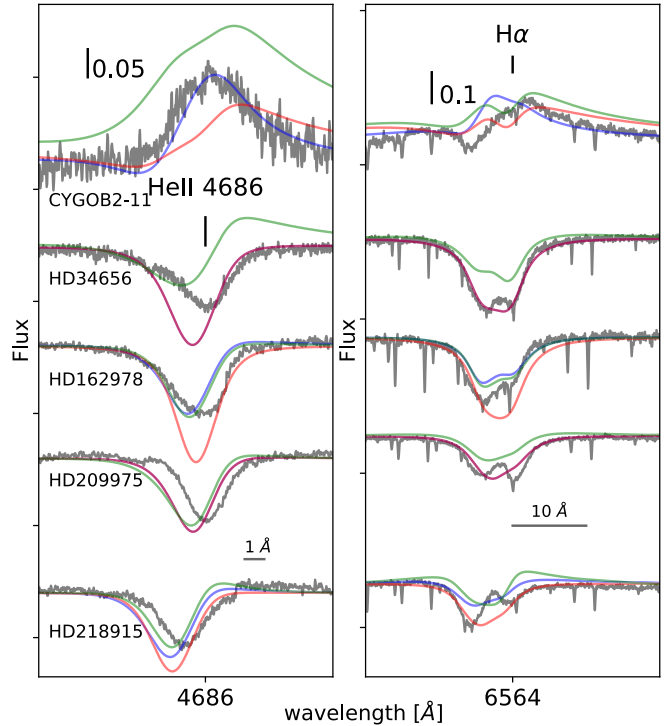 0.05
HeII 4686
CYGOB2-11
HD34656
HD162978
HD209975
1 Å
HD218915
Flux
4686
Hα
0.1
10 Å
Flux
6564
wavelength [Å]